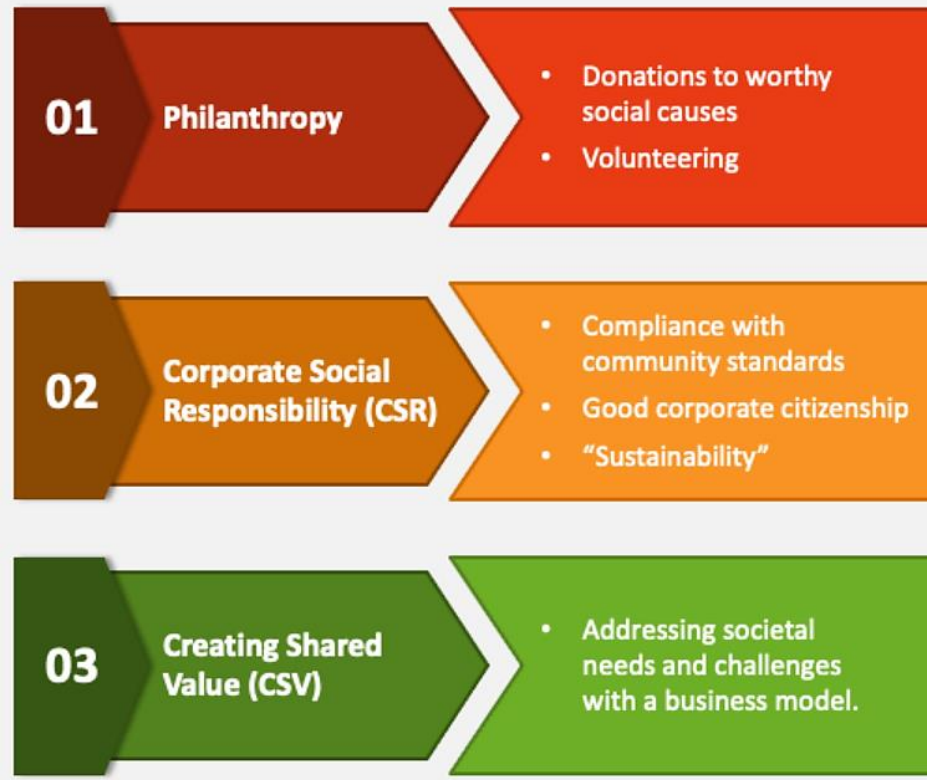 01
Philanthropy
• Donations to worthy
social causes
• Volunteering
02
Corporate Social
Responsibility (CSR)
• Compliance with
community standards
• Good corporate citizenship
• “Sustainability”
03
Creating Shared
Value (CSV)
• Addressing societal
needs and challenges
with a business model.